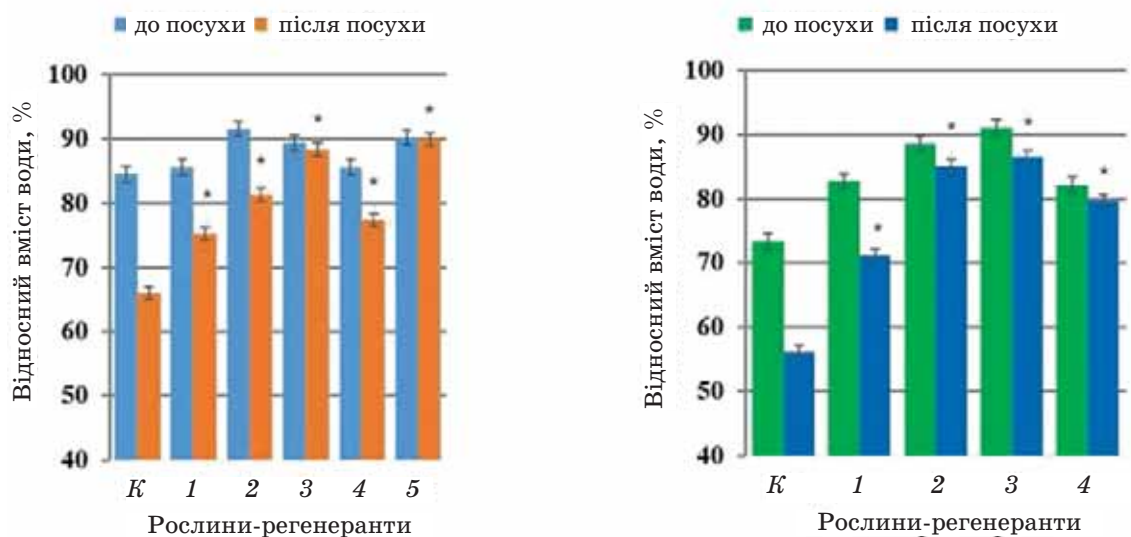 до посухи після посухи
100
90
80
70
60
50
40
Відносний вміст води, %
* * * * *
К 1 2 3 4 5
Рослини-регенеранти
до посухи після посухи
100
90
80
70
60
50
40
Відносний вміст води, %
* * * *
К 1 2 3 4
Рослини-регенеранти